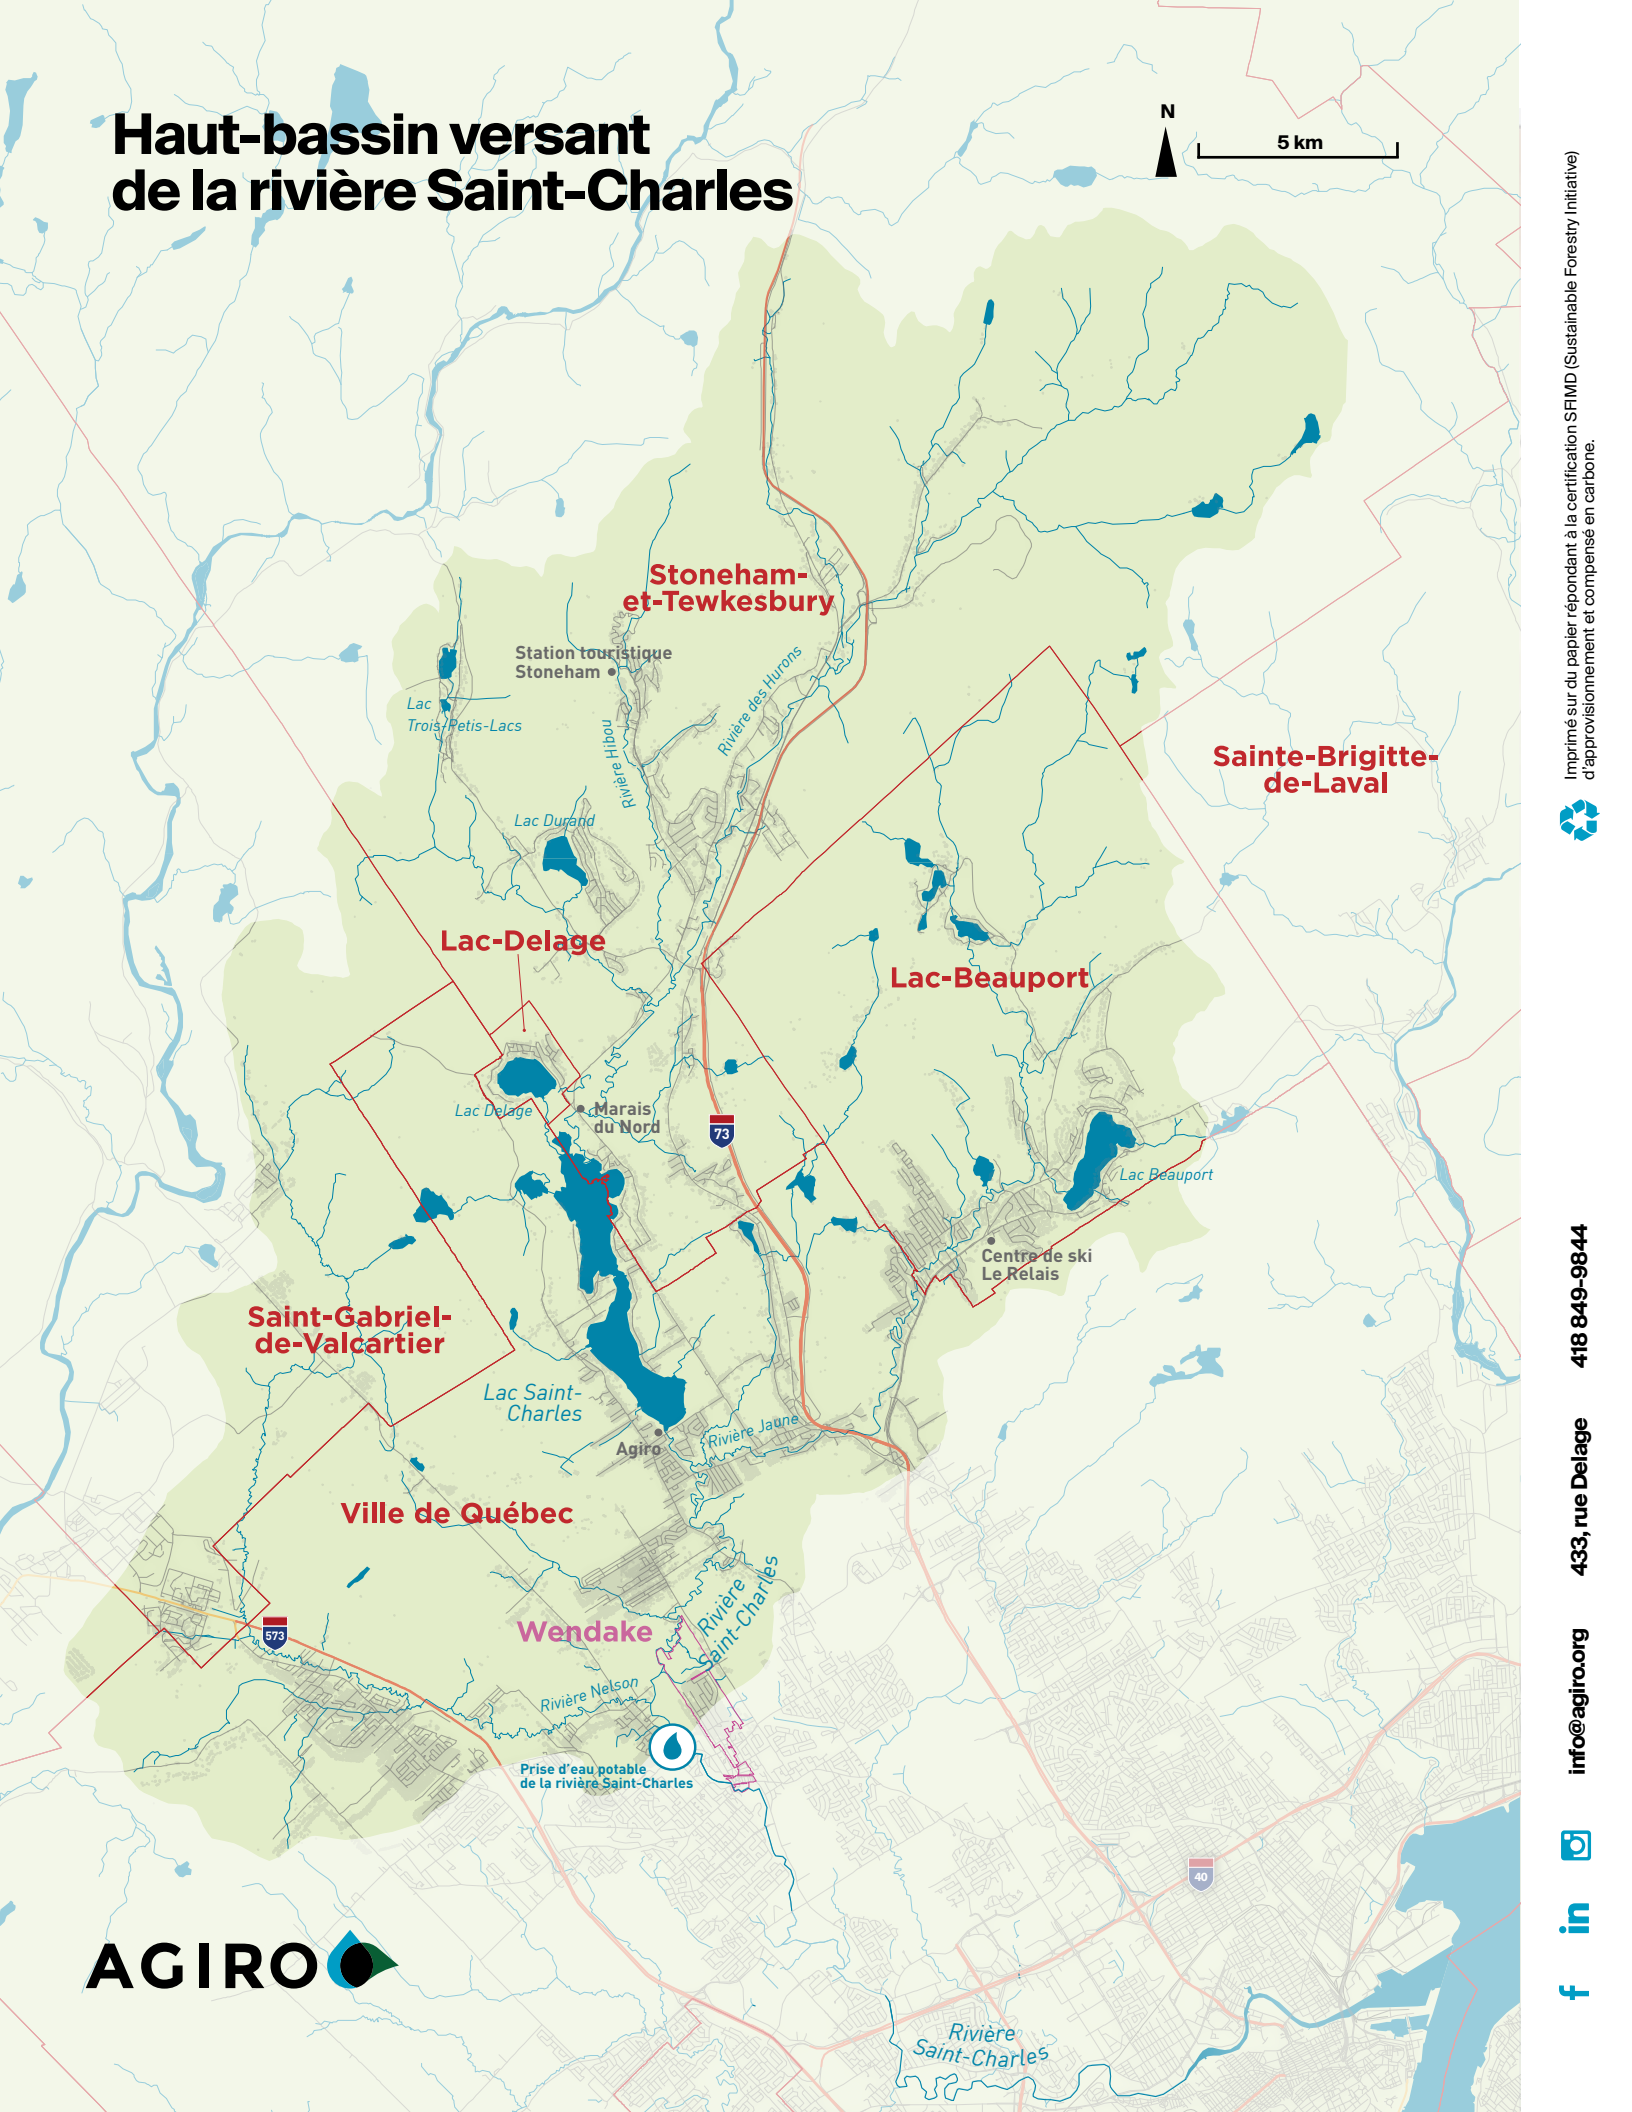 Haut-bassin versant
de la rivière Saint-Charles
N
5 km
Stoneham-
et-Tewkesbury
Station touristique
Stoneham
Rivière des Hurons
Lac
Trois-Petis-Lacs
Rivière Hibou
Sainte-Brigitte-
de-Laval
Lac Durand
Lac-Delage
Lac-Beauport
Lac Delage
Marais
du Nord
73
Lac Beauport
Centre de ski
Le Relais
Saint-Gabriel-
de-Valcartier
Lac Saint-
Charles
Rivière Jaune
Agiro
Ville de Québec
Rivière
Saint-Charles
Wendake
573
Rivière Nelson
Prise d'eau potable
de la rivière Saint-Charles
40
AGIRO
Rivière
Saint-Charles
Imprimé sur du papier répondant à la certification SFIMD (Sustainable Forestry Initiative)
d'approvisionnement et compensé en carbone.
418 849-9844
433, rue Delage
info@agiro.org
in
f